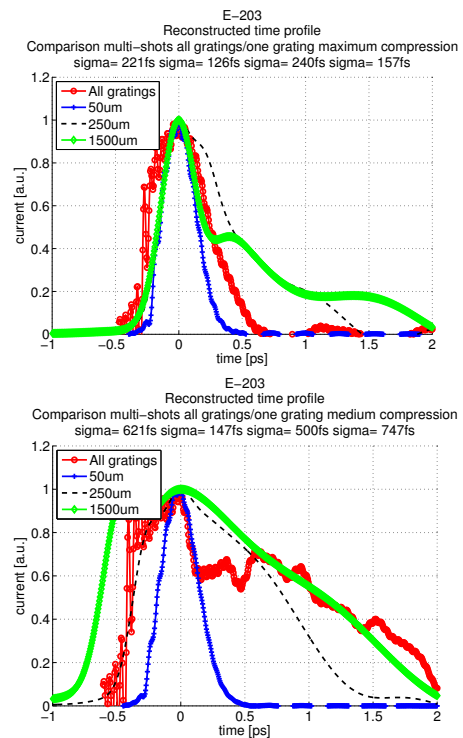 E-203
Reconstructed time profile
Comparison multi-shots all gratings/one grating maximum compression
sigma= 221fs sigma= 126fs sigma= 240fs sigma= 157fs
1.2
1
0.8
0.6
0.4
0.2
0
current [a.u.]
All gratings
50um
250um
1500um
−1 −0.5 0 0.5 1 1.5 2
time [ps]
E-203
Reconstructed time profile
Comparison multi-shots all gratings/one grating medium compression
sigma= 621fs sigma= 147fs sigma= 500fs sigma= 747fs
1.2
1
0.8
0.6
0.4
0.2
0
current [a.u.]
All gratings
50um
250um
1500um
−1 −0.5 0 0.5 1 1.5 2
time [ps]